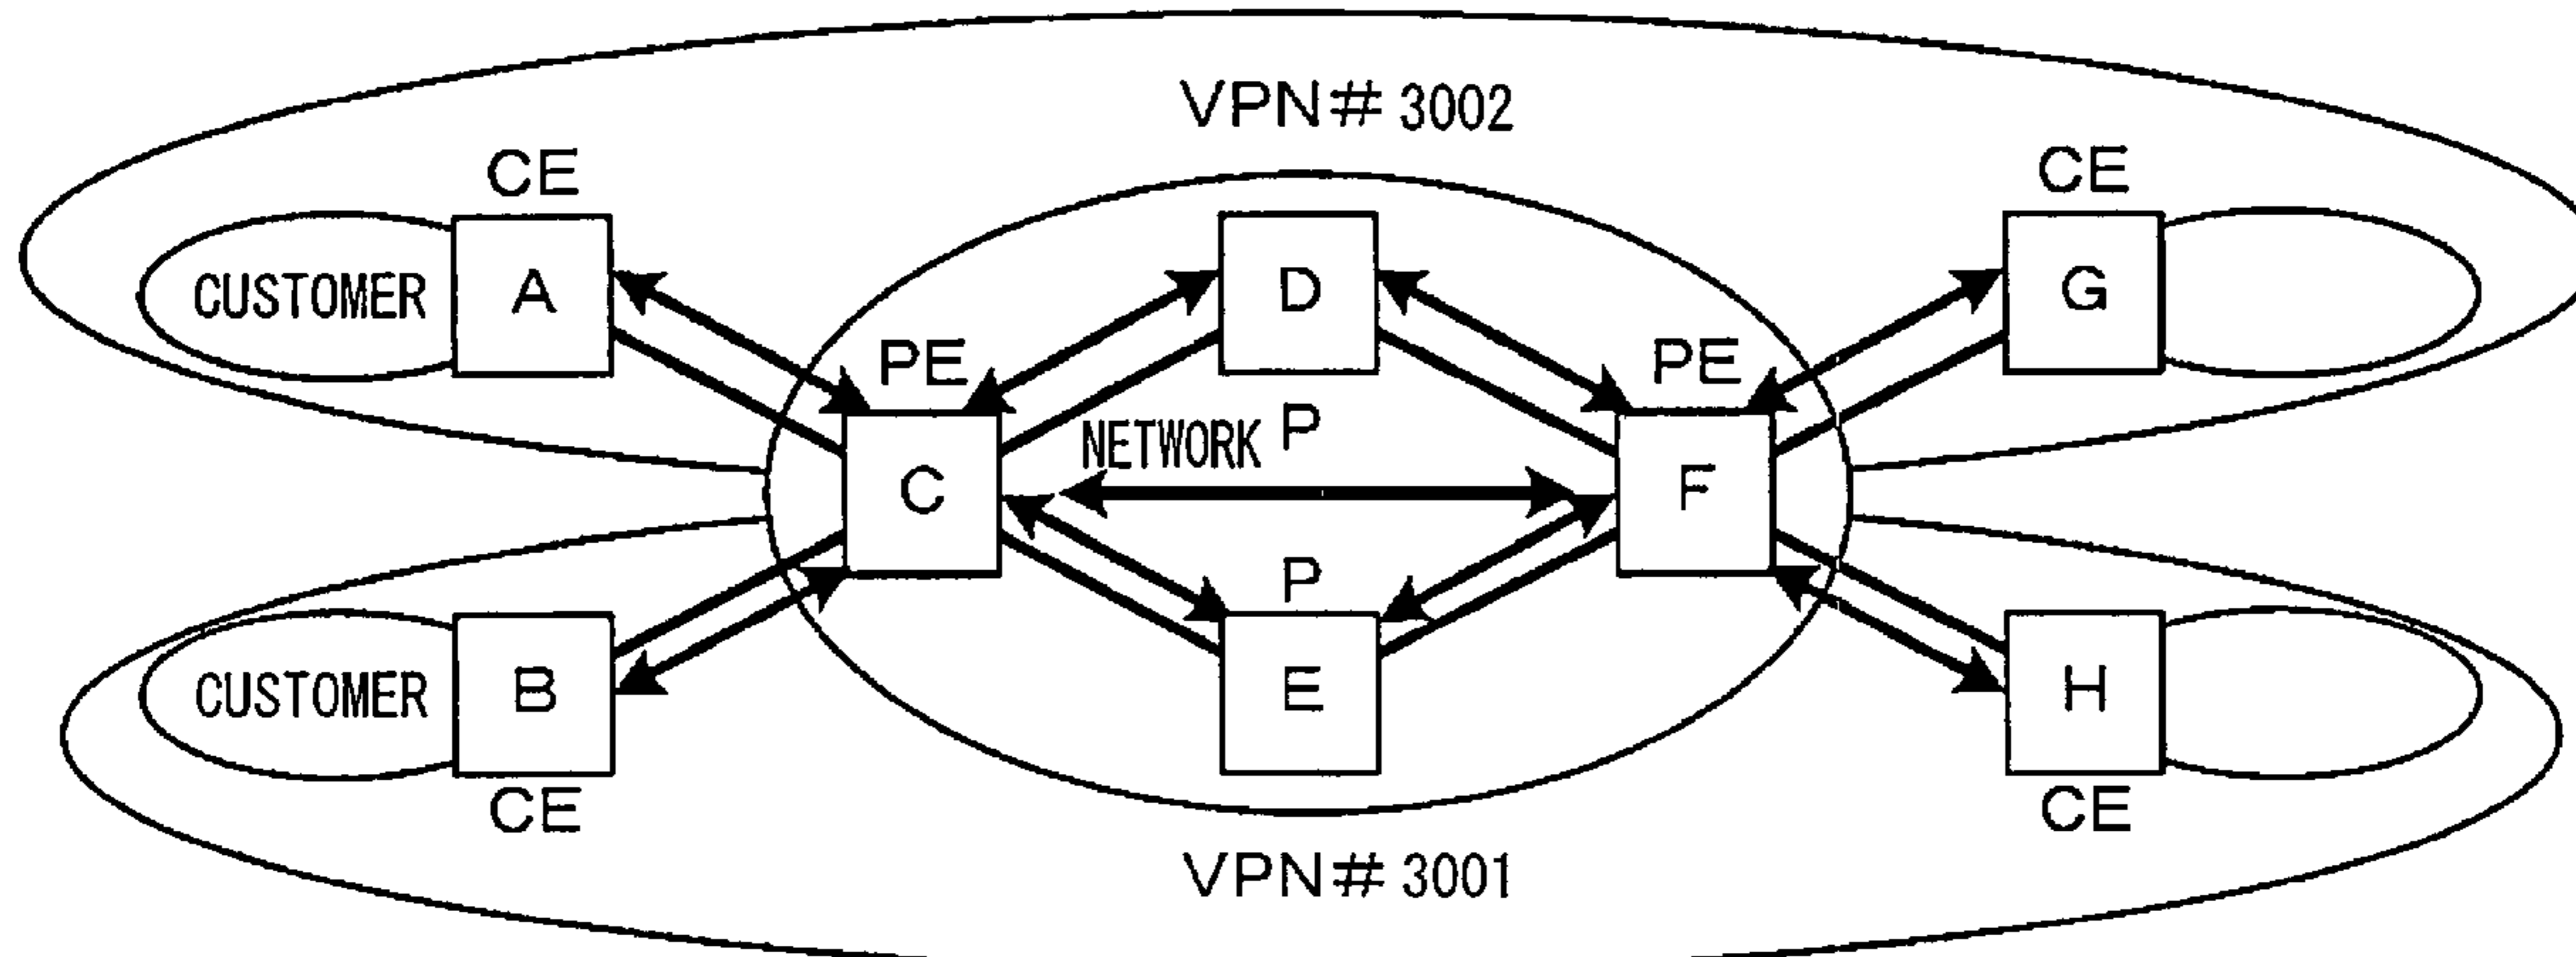 VPN# 3002
CE
CE
CUSTOMER
A
D
G
PE
PE
NETWORK
P
C
F
P
CUSTOMER
B
E
H
CE
CE
VPN# 3001